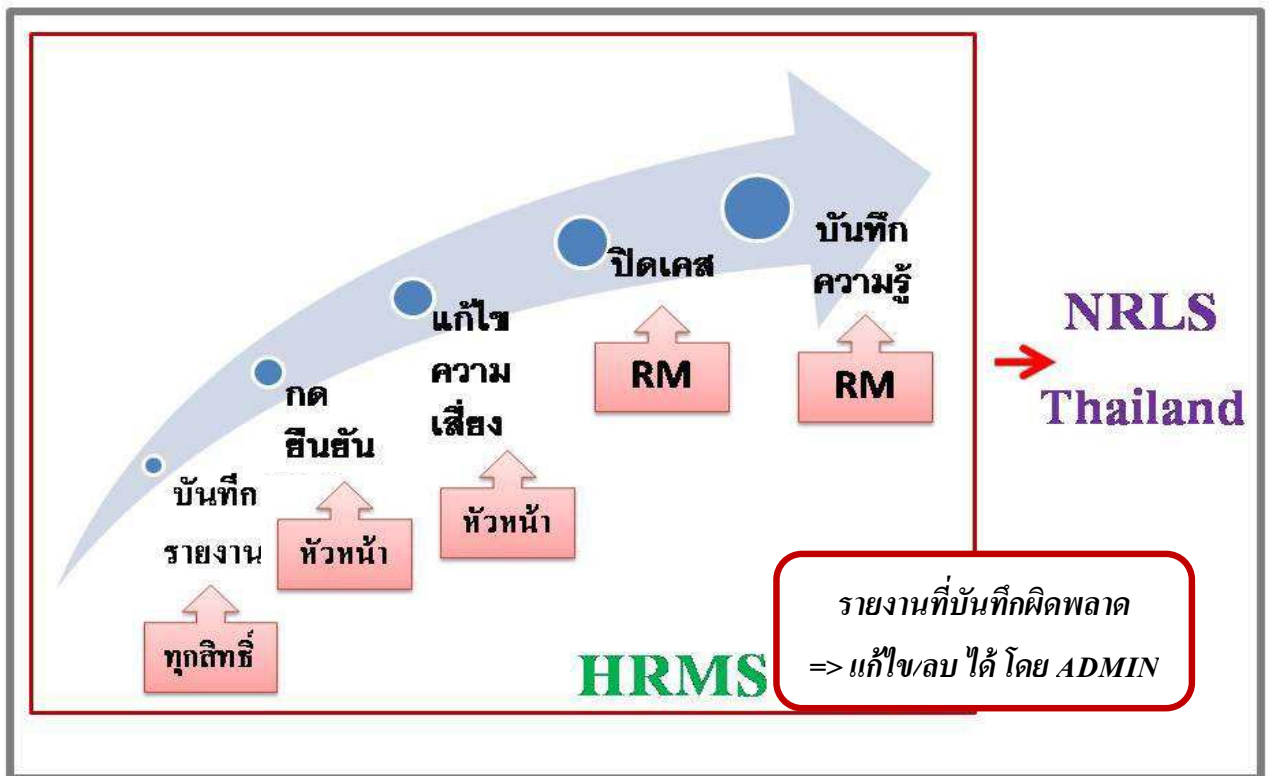 บันทึก
รายงาน
ทุกสิทธิ์
กด
ยืนยัน
หัวหน้า
แก้ไข
ความ
เสี่ยง
หัวหน้า
ปิดเคส
RM
บันทึก
ความรู้
RM
NRLS
Thailand
HRMS
รายงานที่บันทึกผิดพลาด
=> แก้ไข/ลบ ได้ โดย ADMIN